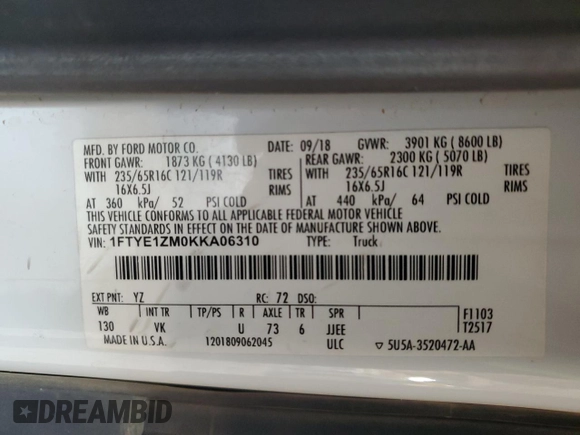 MFD. BY FORD MOTOR CO. DATE: 09/18 GVWR: 3901 KG ( 8600 LB)
FRONT GAWR: 1873 KG ( 4130 LB) REAR GAWR: 2300 KG ( 5070 LB)
WITH 235/65R16C 121/119R TIRES WITH 235/65R16C 121/119R TIRES
16X6.5J RIMS 16X6.5J RIMS
AT 360 kPa/ 52 PSI COLD AT 440 kPa/ 64 PSI COLD
THIS VEHICLE CONFORMS TO ALL APPLICABLE FEDERAL MOTOR VEHICLE
SAFETY STANDARDS IN EFFECT ON THE DATE OF MANUFACTURE SHOWN ABOVE.
VIN: 1FTYE1ZM0KKA06310 TYPE: Truck
EXT PNT: YZ RC: 72 DSO:
WB INT TR TP/PS R AXLE TR SPR F1103
130 VK U 73 6 JJEE T2517
MADE IN U.S.A. 1201809062045 ULC ▽ 5U5A-3520472-AA
DREAMBID